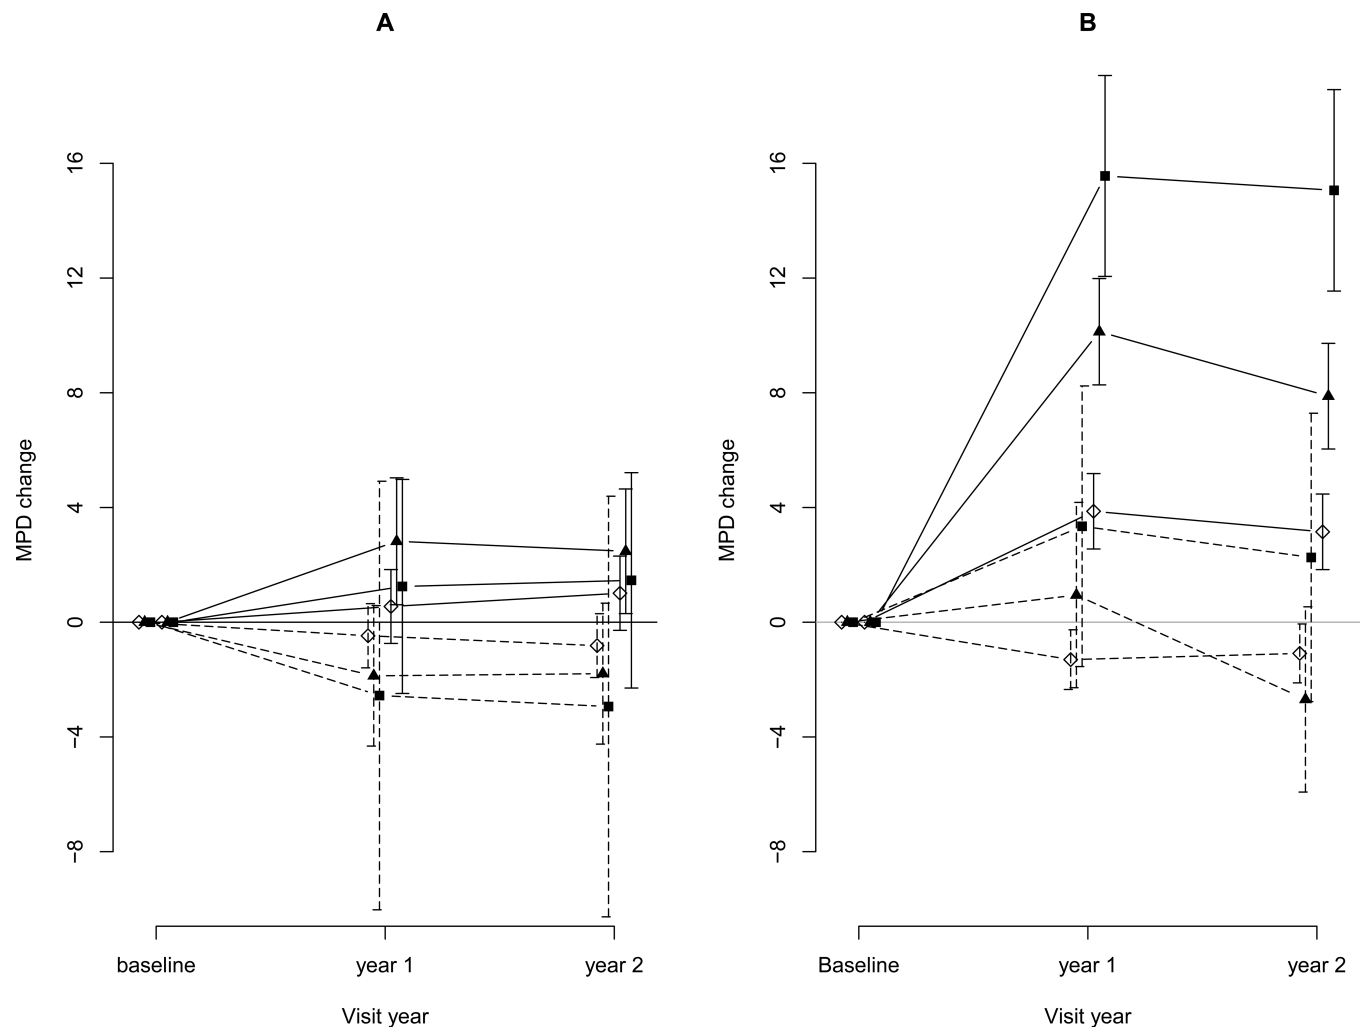 A
B
16
12
8
4
0
−4
−8
MPD change
baseline
year 1
year 2
Visit year
16
12
8
4
0
−4
−8
MPD change
Baseline
year 1
year 2
Visit year